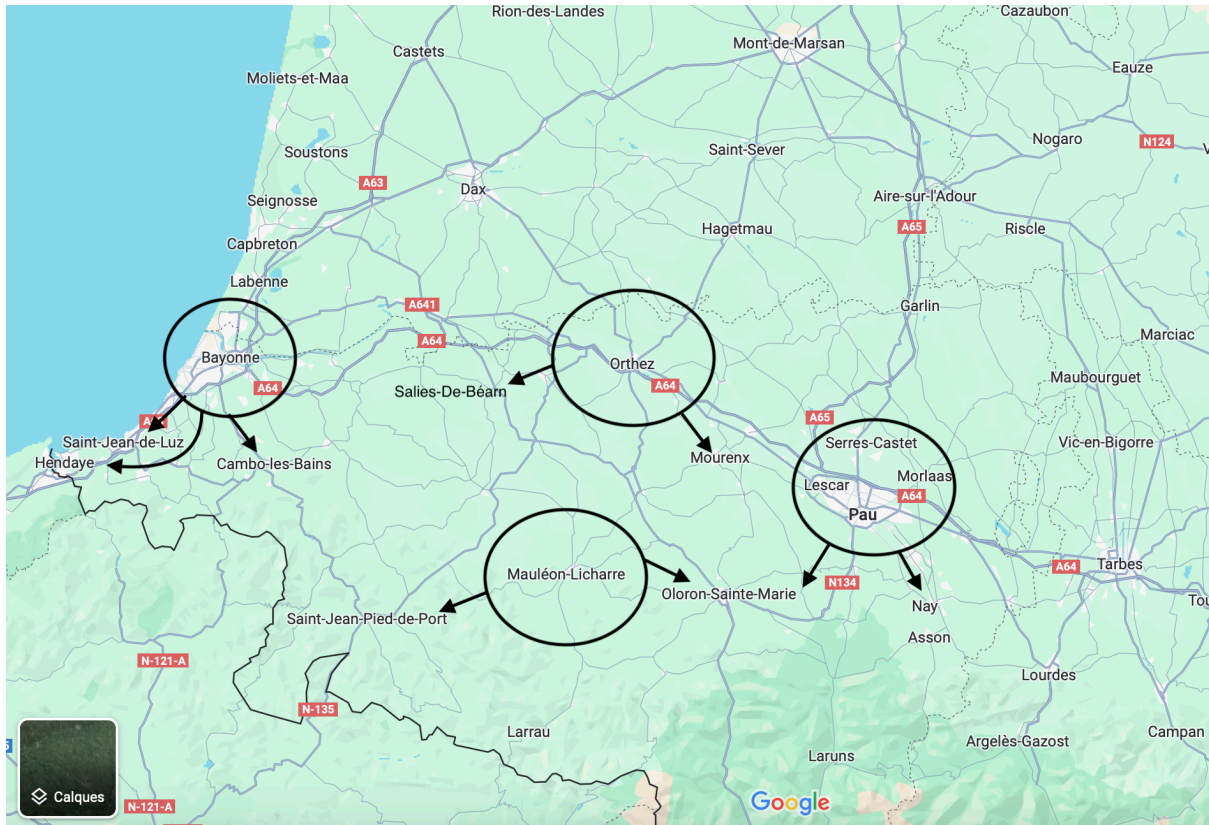 Rion-des-Landes
Cazaubon
Castets
Mont-de-Marsan
Eauze
Moliets-et-Maa
Nogaro
N124
Soustons
Saint-Sever
A63
Dax
Aire-sur-l'Adour
Seignosse
Hagetmau
A65
Riscle
Capbreton
Labenne
A641
Garlin
Marciac
A64
Bayonne
Orthez
A64
A64
Salies-De-Béarn
Maubourguet
A65
Saint-Jean-de-Luz
Serres-Castet
Vic-en-Bigorre
Hendaye
Cambo-les-Bains
Mourenx
Morlaas
Lescar
A64
Pau
Mauléon-Licharre
A64
Tarbes
N134
Oloron-Sainte-Marie
Nay
Saint-Jean-Pied-de-Port
Asson
N-121-A
Lourdes
N-135
Larrau
Argelès-Gazost
Campan
Laruns
Calques
Google
N-121-A